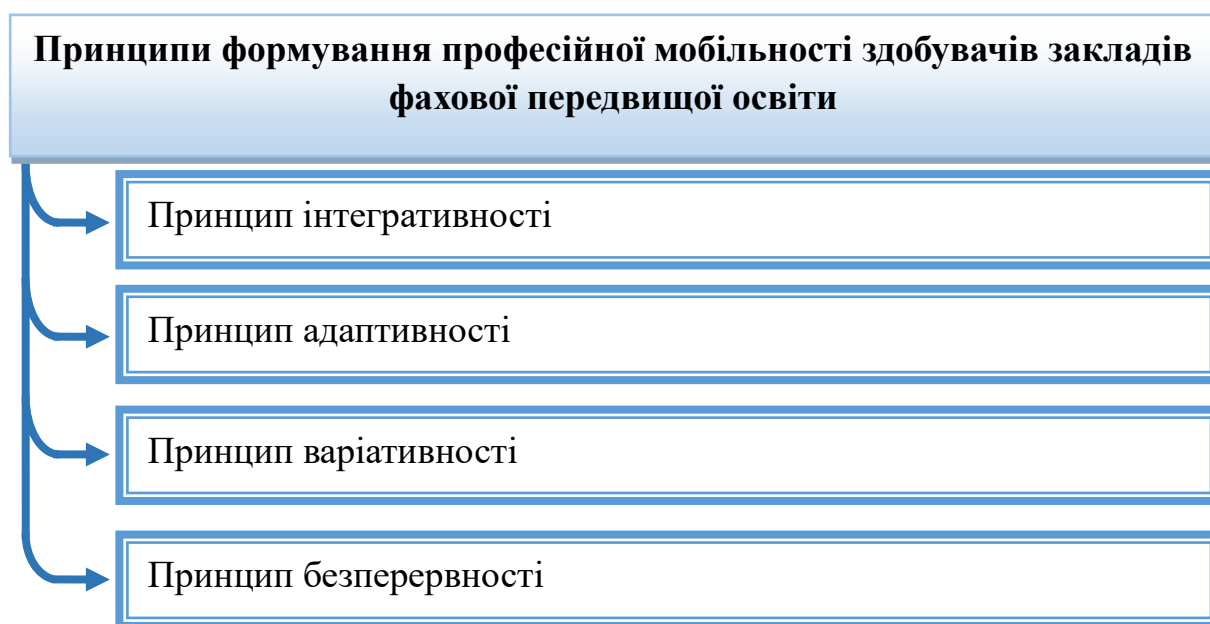 Принципи формування професійної мобільності здобувачів закладів
фахової передвищої освіти
Принцип інтегративності
Принцип адаптивності
Принцип варіативності
Принцип безперервності